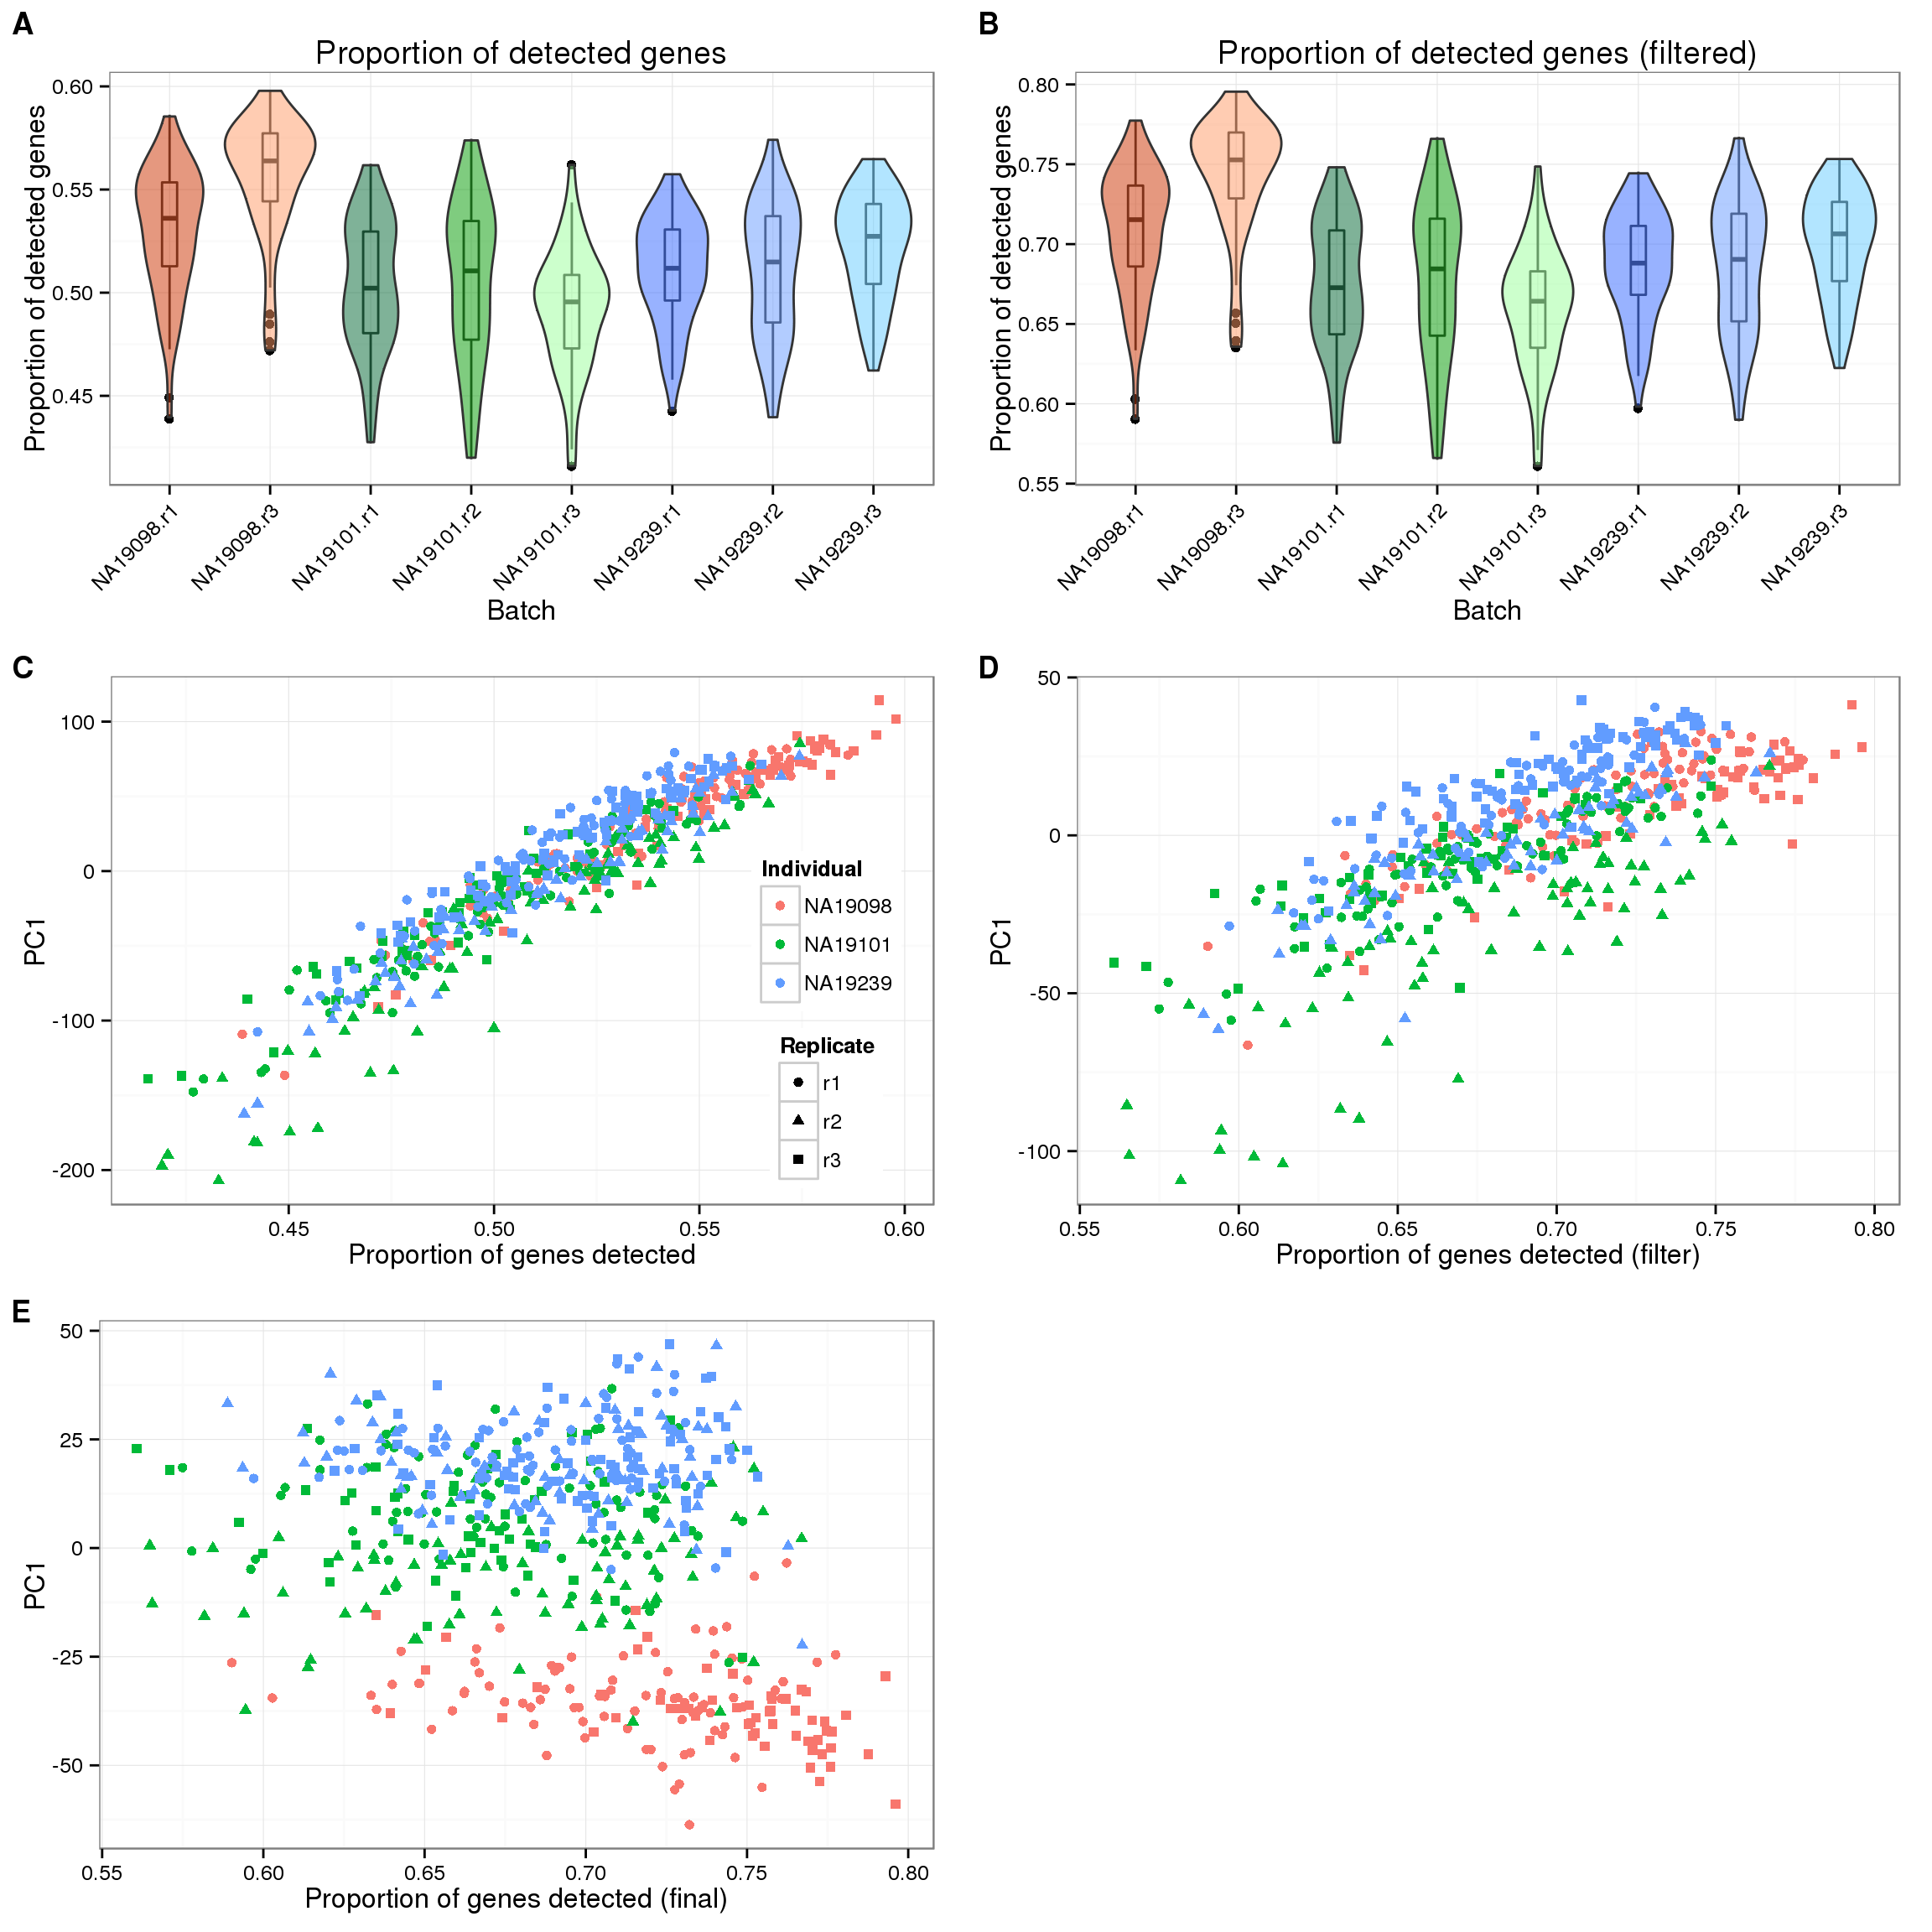 A
Proportion of detected genes
Proportion of detected genes
0.60
0.55
0.50
0.45
NA19098.r1
NA19098.r3
NA19101.r1
NA19101.r2
NA19101.r3
NA19239.r1
NA19239.r2
NA19239.r3
Batch
B
Proportion of detected genes (filtered)
Proportion of detected genes
0.80
0.75
0.70
0.65
0.60
0.55
NA19098.r1
NA19098.r3
NA19101.r1
NA19101.r2
NA19101.r3
NA19239.r1
NA19239.r2
NA19239.r3
Batch
C
PC1
100
0
-100
-200
Individual
NA19098
NA19101
NA19239
Replicate
r1
r2
r3
0.45 0.50 0.55 0.60
Proportion of genes detected
D
PC1
50
0
-50
-100
0.55 0.60 0.65 0.70 0.75 0.80
Proportion of genes detected (filter)
E
PC1
50
25
0
-25
-50
0.55 0.60 0.65 0.70 0.75 0.80
Proportion of genes detected (final)